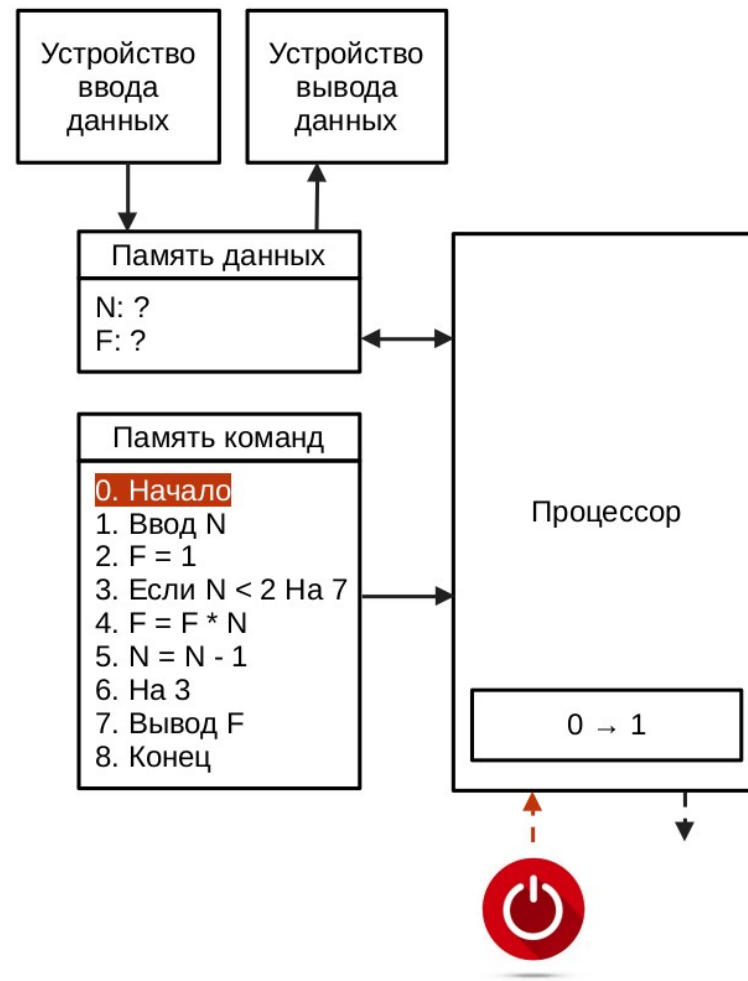 Устройство
ввода
данных
Устройство
вывода
данных
Память данных
N: ?
F: ?
Память команд
0. Начало
1. Ввод N
2. F = 1
3. Если N < 2 На 7
4. F = F * N
5. N = N - 1
6. На 3
7. Вывод F
8. Конец
Процессор
0 → 1